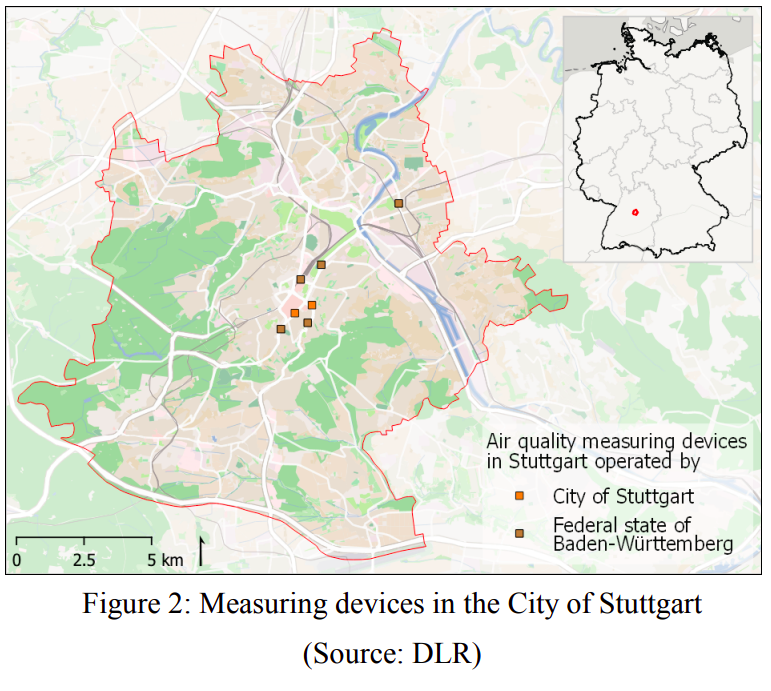 Air quality measuring devices
in Stuttgart operated by
City of Stuttgart
Federal state of
Baden-Württemberg
0 2.5 5 km
Figure 2: Measuring devices in the City of Stuttgart
(Source: DLR)